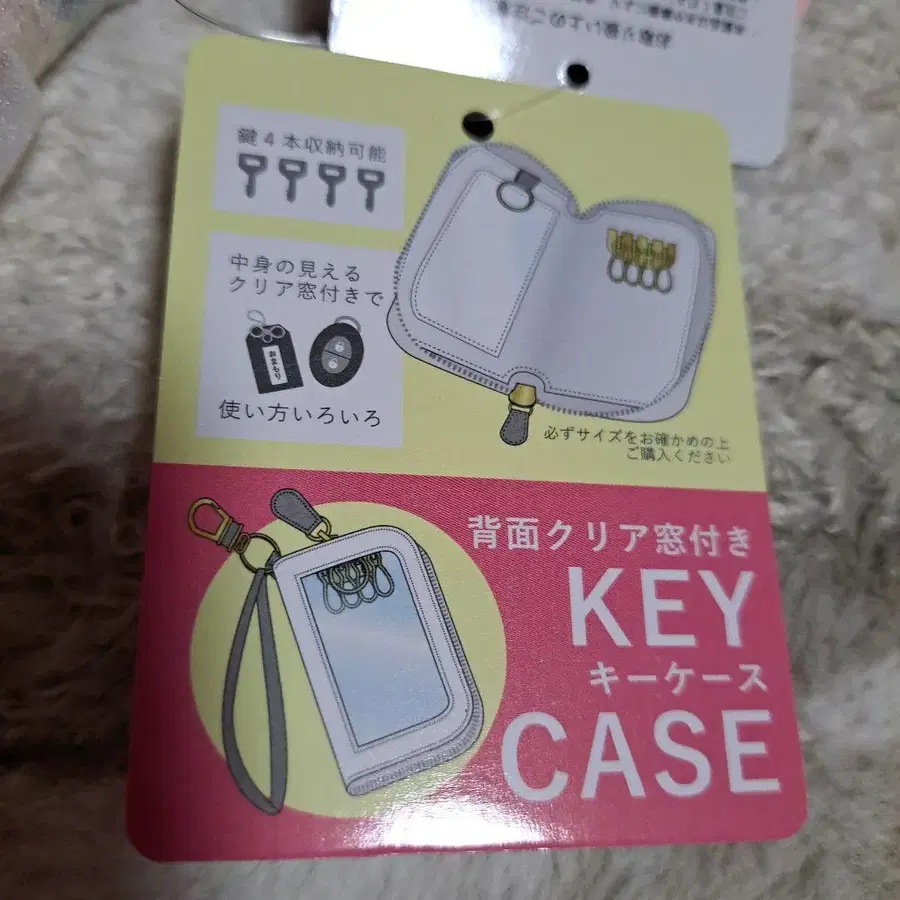 鍵4本収納可能
中身の見える
クリア窓付きで
おまもり
使い方いろいろ
必ずサイズをお確かめの上
ご購入ください
背面クリア窓付き
KEY
キーケース
CASE